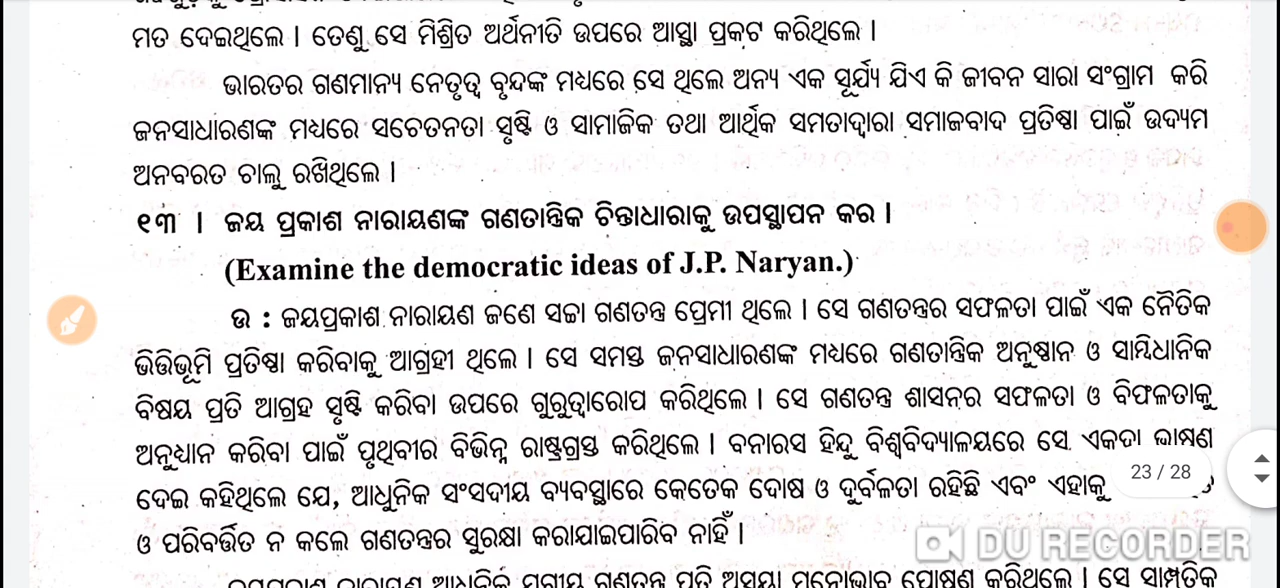 ମତ ଦେଇଥିଲେ । ତେଣୁ ସେ ମିଶ୍ରିତ ଅର୍ଥନୀତି ଉପରେ ଆସ୍ଥା ପ୍ରକଟ କରିଥିଲେ ।
ଭାରତର ଗଣମାନ୍ୟ ନେତୃତ୍ୱ ବୃନ୍ଦଙ୍କ ମଧ୍ୟରେ ସେ ଥିଲେ ଅନ୍ୟ ଏକ ସୂର୍ଯ୍ୟ ଯିଏ କି ଜୀବନ ସାରା ସଂଗ୍ରାମ କରି
ଜନସାଧାରଣଙ୍କ ମଧ୍ୟରେ ସଚେତନତା ସୃଷ୍ଟି ଓ ସାମାଜିକ ତଥା ଆର୍ଥିକ ସମତାଦ୍ୱାରା ସମାଜବାଦ ପ୍ରତିଷ୍ଠା ପାଇଁ ଉଦ୍ୟମ
ଅନବରତ ଚାଲୁ ରଖିଥିଲେ ।
୧୩ । ଜୟ ପ୍ରକାଶ ନାରାୟଣଙ୍କ ଗଣତାନ୍ତ୍ରିକ ଚିନ୍ତାଧାରାକୁ ଉପସ୍ଥାପନ କର ।
(Examine the democratic ideas of J.P. Naryan.)
ଉ : ଜୟପ୍ରକାଶ ନାରାୟଣ ଜଣେ ସଚ୍ଚା ଗଣତନ୍ତ୍ର ପ୍ରେମୀ ଥିଲେ । ସେ ଗଣତନ୍ତ୍ରର ସଫଳତା ପାଇଁ ଏକ ନୈତିକ
ଭିତ୍ତିଭୂମି ପ୍ରତିଷ୍ଠା କରିବାକୁ ଆଗ୍ରହୀ ଥିଲେ । ସେ ସମସ୍ତ ଜନସାଧାରଣଙ୍କ ମଧ୍ୟରେ ଗଣତାନ୍ତ୍ରିକ ଅନୁଷ୍ଠାନ ଓ ସାମ୍ବିଧାନିକ
ବିଷୟ ପ୍ରତି ଆଗ୍ରହ ସୃଷ୍ଟି କରିବା ଉପରେ ଗୁରୁତ୍ୱାରୋପ କରିଥିଲେ । ସେ ଗଣତନ୍ତ୍ର ଶାସନର ସଫଳତା ଓ ବିଫଳତାକୁ
ଅନୁଧ୍ୟାନ କରିବା ପାଇଁ ପୃଥିବୀର ବିଭିନ୍ନ ରାଷ୍ଟ୍ରଗ୍ରସ୍ତ କରିଥିଲେ । ବନାରସ ହିନ୍ଦୁ ବିଶ୍ୱବିଦ୍ୟାଳୟରେ ସେ ଏକଦା ଭାଷଣ
23 / 28
ଦେଇ କହିଥିଲେ ଯେ, ଆଧୁନିକ ସଂସଦୀୟ ବ୍ୟବସ୍ଥାରେ କେତେକ ଦୋଷ ଓ ଦୁର୍ବଳତା ରହିଛି ଏବଂ ଏହାକୁ
ଓ ପରିବର୍ତ୍ତିତ ନ କଲେ ଗଣତନ୍ତ୍ରର ସୁରକ୍ଷା କରାଯାଇପାରିବ ନାହିଁ ।
DU RECORDER